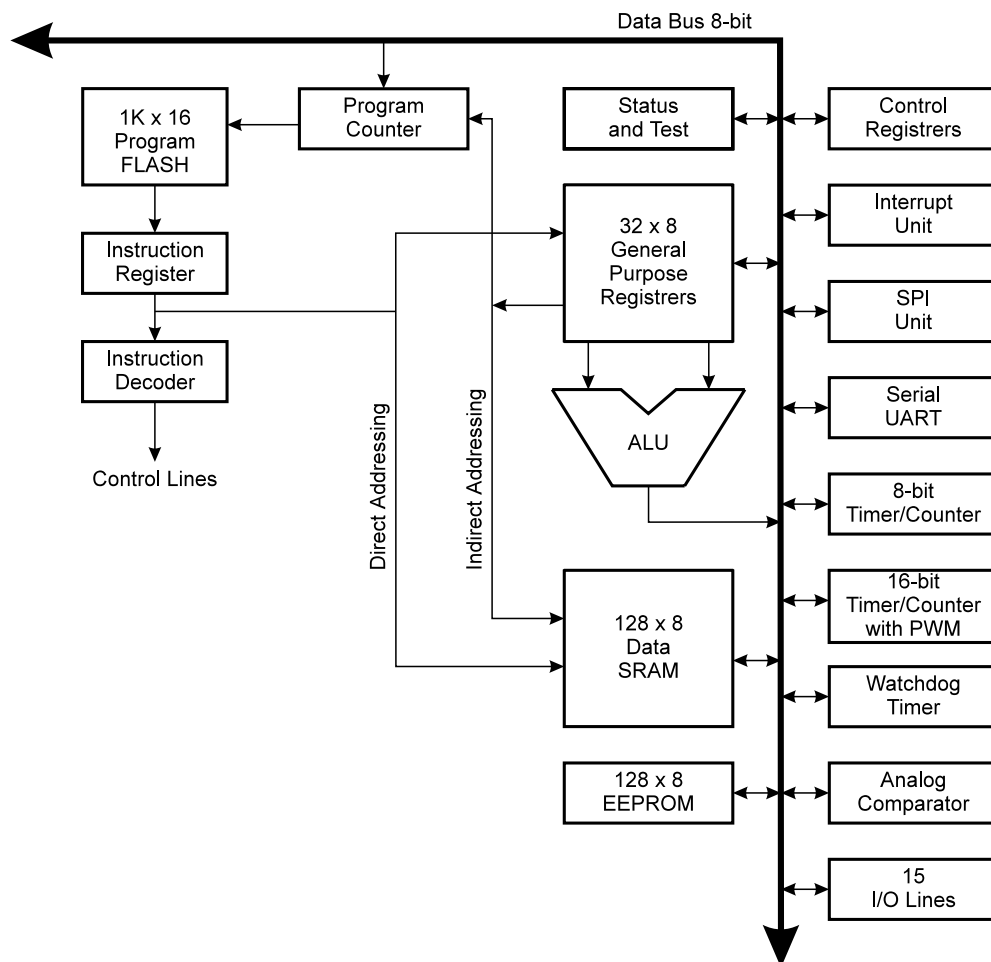 Data Bus 8-bit
1K x 16
Program
FLASH
Program
Counter
Status
and Test
Control
Registrers
Instruction
Register
32 x 8
General
Purpose
Registrers
Interrupt
Unit
SPI
Unit
Instruction
Decoder
Control Lines
Direct Addressing
Indirect Addressing
ALU
Serial
UART
8-bit
Timer/Counter
128 x 8
Data
SRAM
16-bit
Timer/Counter
with PWM
Watchdog
Timer
128 x 8
EEPROM
Analog
Comparator
15
I/O Lines